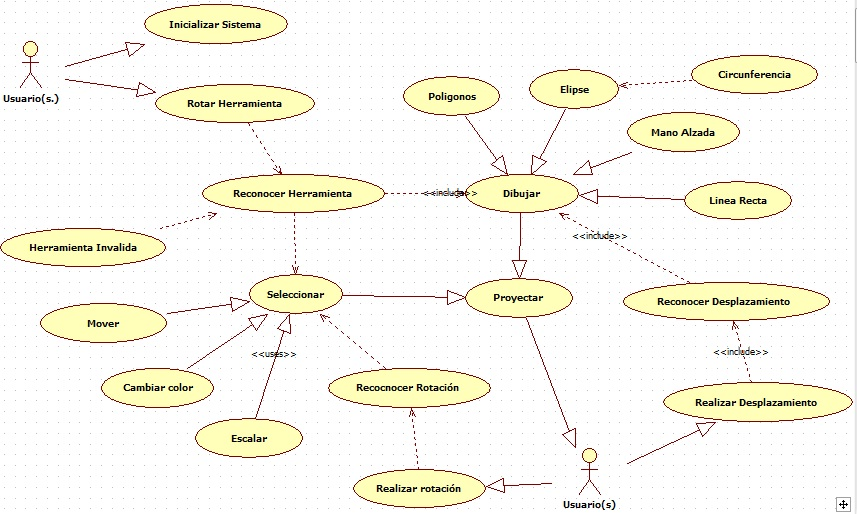 Inicializar Sistema
Usuario(s.)
Rotar Herramienta
Circunferencia
Elipse
Poligonos
Mano Alzada
Reconocer Herramienta
<<include>>
Dibujar
Linea Recta
Herramienta Invalida
<<include>>
Seleccionar
Proyectar
Reconocer Desplazamiento
Mover
<<uses>>
<<include>>
Cambiar color
Recocnocer Rotación
Realizar Desplazamiento
Escalar
Realizar rotación
Usuario(s)